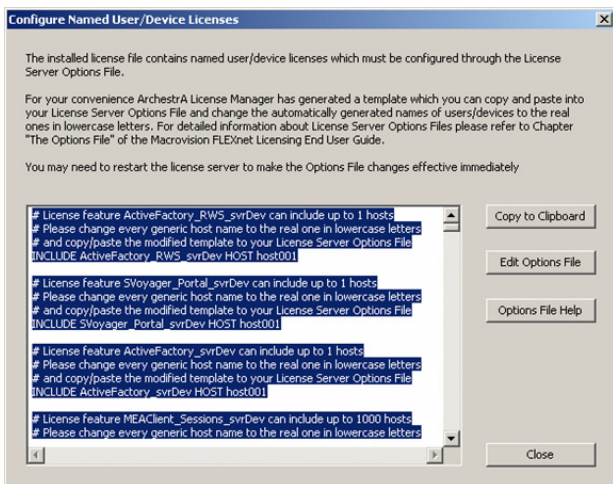 Configure Named User/Device Licenses
The installed license file contains named user/device licenses which must be configured through the License
Server Options File.
For your convenience ArchestrA License Manager has generated a template which you can copy and paste into
your License Server Options File and change the automatically generated names of users/devices to the real
ones in lowercase letters. For detailed information about License Server Options Files please refer to Chapter
"The Options File" of the Macrovision FLEXnet Licensing End User Guide.
You may need to restart the license server to make the Options File changes effective immediately
# License feature ActiveFactory_RWS_svrDev can include up to 1 hosts
# Please change every generic host name to the real one in lowercase letters
# and copy/paste the modified template to your License Server Options File
INCLUDE ActiveFactory_RWS_svrDev HOST host001
# License feature SVoyager_Portal_svrDev can include up to 1 hosts
# Please change every generic host name to the real one in lowercase letters
# and copy/paste the modified template to your License Server Options File
INCLUDE SVoyager_Portal_svrDev HOST host001
# License feature ActiveFactory_svrDev can include up to 1 hosts
# Please change every generic host name to the real one in lowercase letters
# and copy/paste the modified template to your License Server Options File
INCLUDE ActiveFactory_svrDev HOST host001
# License feature MEAClient_Sessions_svrDev can include up to 1000 hosts
# Please change every generic host name to the real one in lowercase letters
Copy to Clipboard
Edit Options File
Options File Help
Close